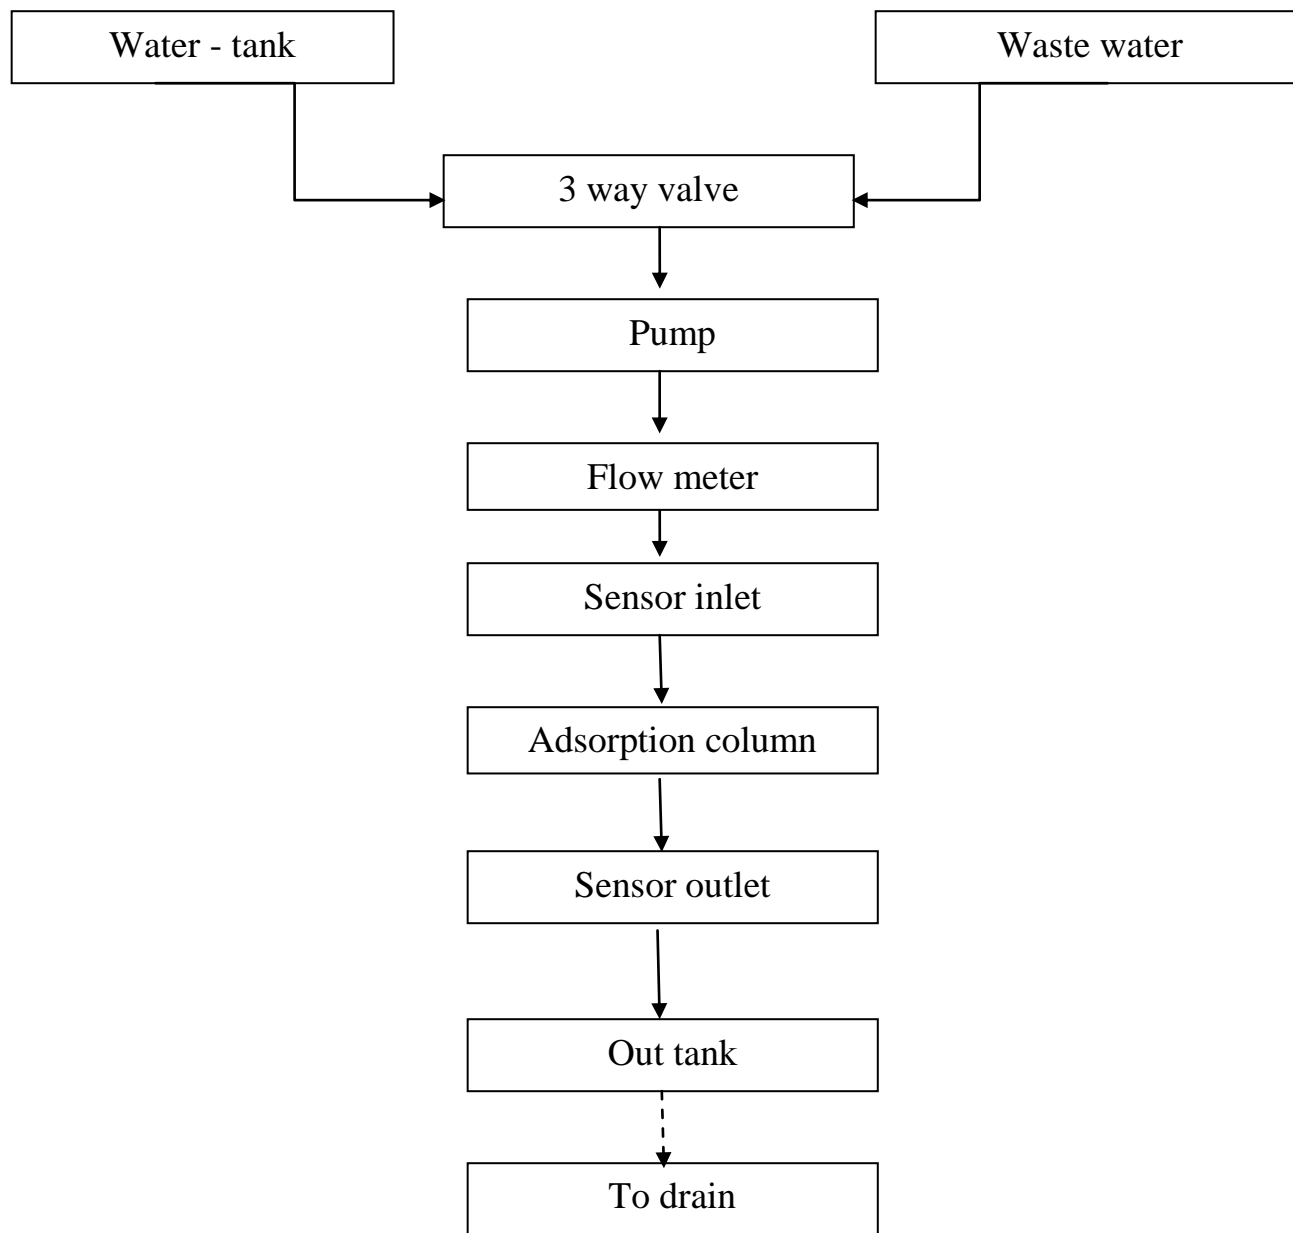 Water - tank
Waste water
3 way valve
Pump
Flow meter
Sensor inlet
Adsorption column
Sensor outlet
Out tank
To drain